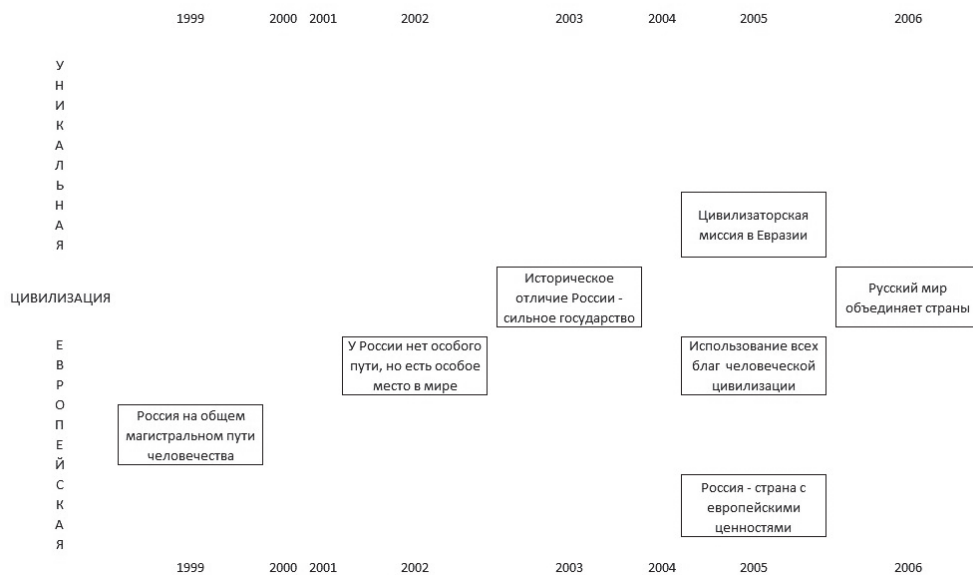 1999 2000 2001 2002 2003 2004 2005 2006
УНИКАЛЬНАЯ
Цивилизаторская
миссия в Евразии
Историческое
отличие России -
сильное государство
Русский мир
объединяет страны
ЦИВИЛИЗАЦИЯ
ЕВРОПЕЙСКАЯ
У России нет особого
пути, но есть особое
место в мире
Использование всех
благ человеческой
цивилизации
Россия на общем
магистральном пути
человечества
Россия - страна с
европейскими
ценностями
1999 2000 2001 2002 2003 2004 2005 2006